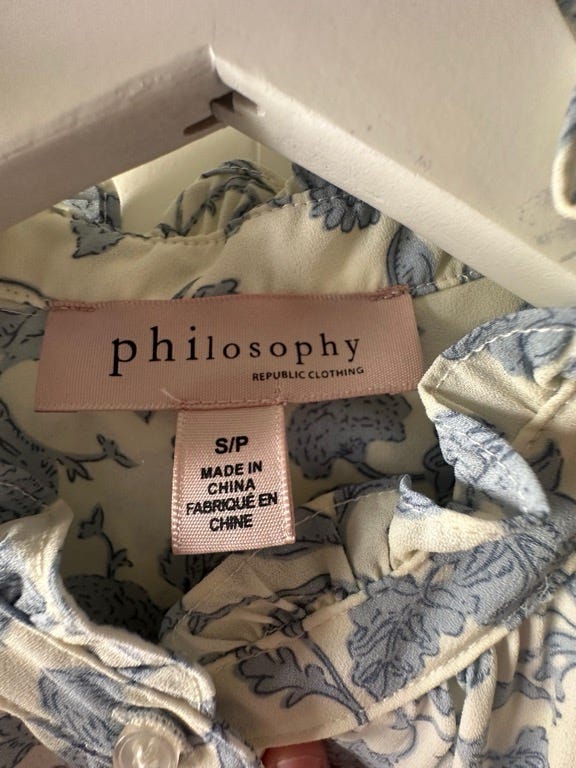 philosophy
REPUBLIC CLOTHING
S/P
MADE IN
CHINA
FABRIQUÉ EN
CHINE